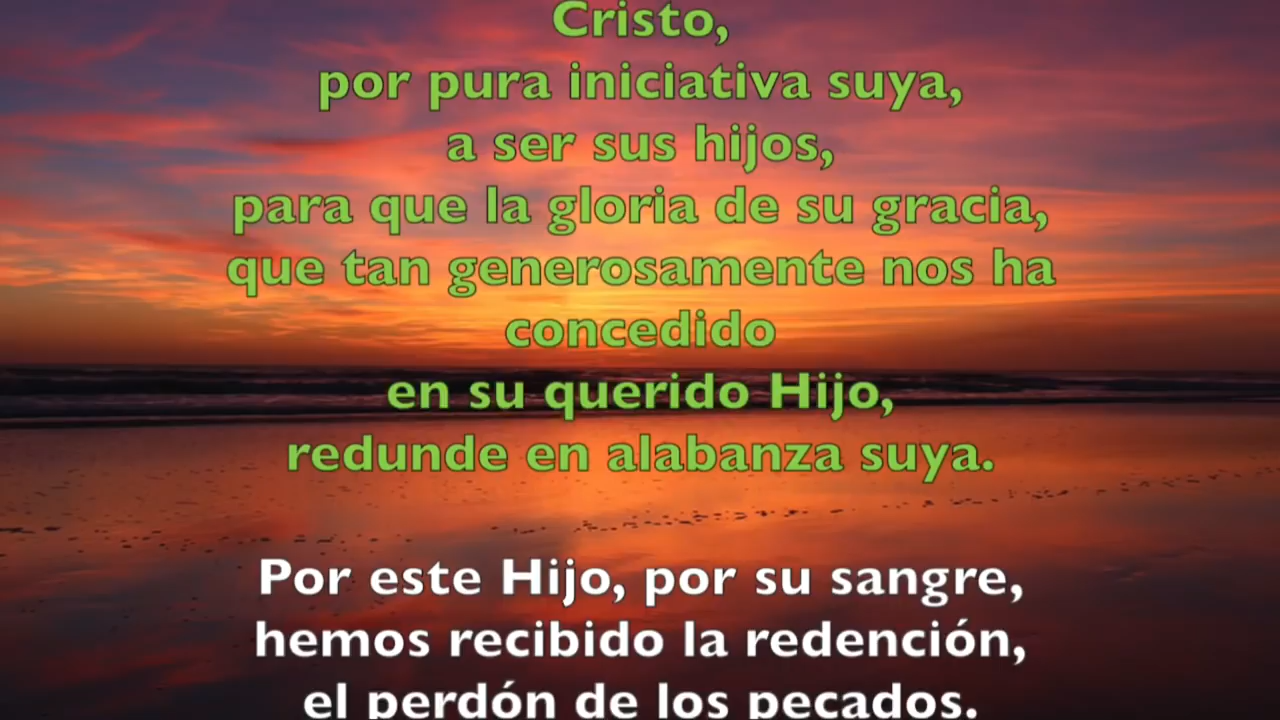 Cristo,
por pura iniciativa suya,
a ser sus hijos,
para que la gloria de su gracia,
que tan generosamente nos ha
concedido
en su querido Hijo,
redunde en alabanza suya.
Por este Hijo, por su sangre,
hemos recibido la redención,
el perdón de los pecados.